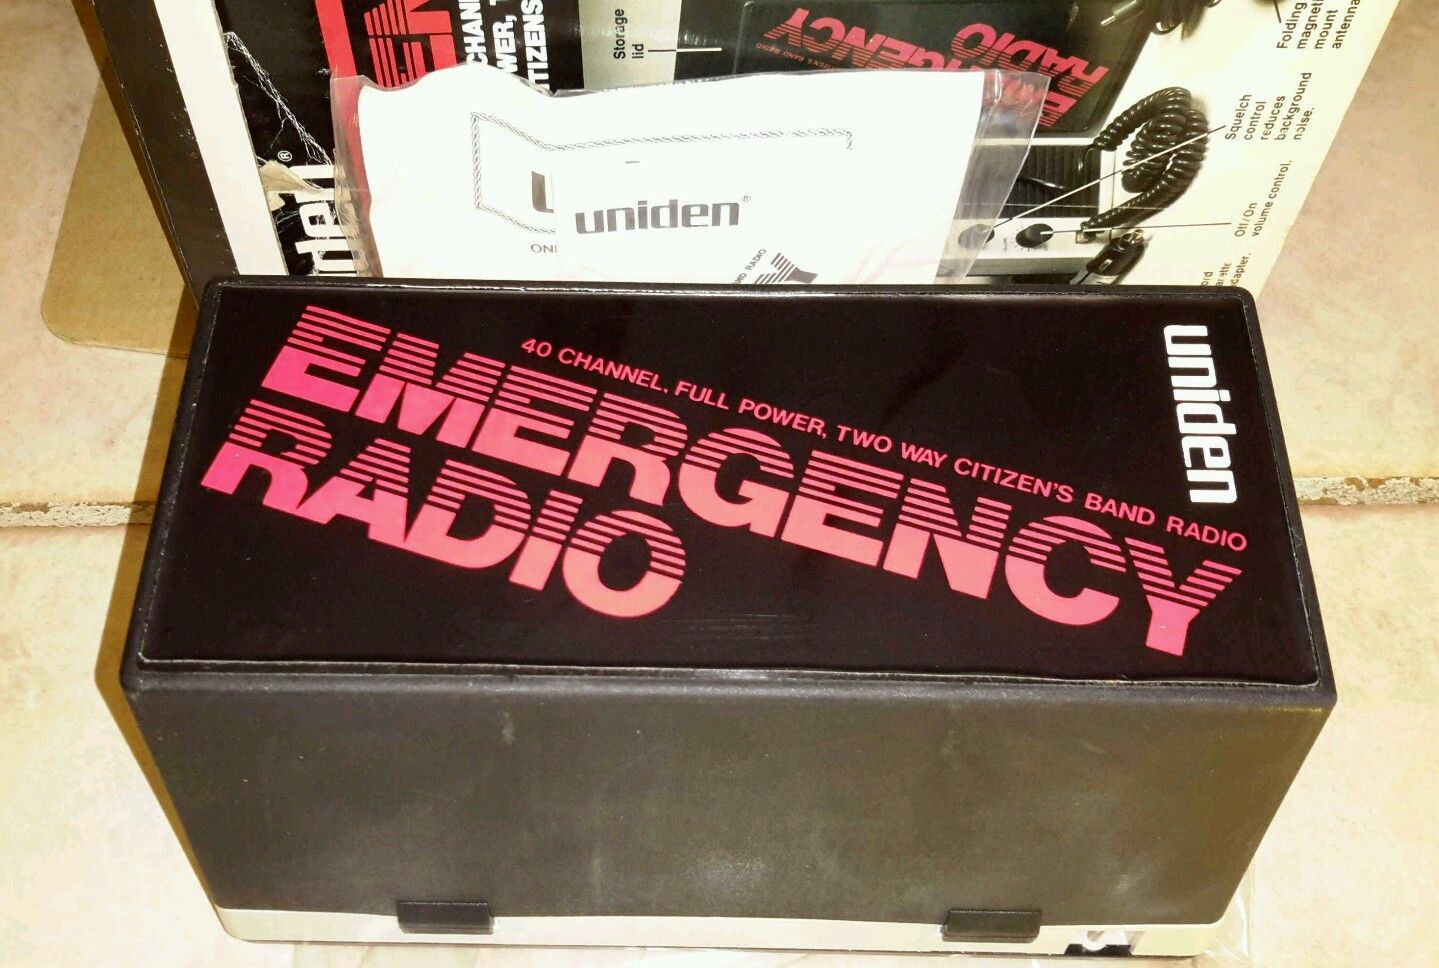 Storage
lid
EMERGENCY
RADIO
Folding
magnetic
mount
antenna
Squelch
control
reduces
background
noise.
Off/On
volume control.
®
uniden®
40 CHANNEL, FULL POWER, TWO WAY CITIZEN'S BAND RADIO
EMERGENCY
RADIO
uniden